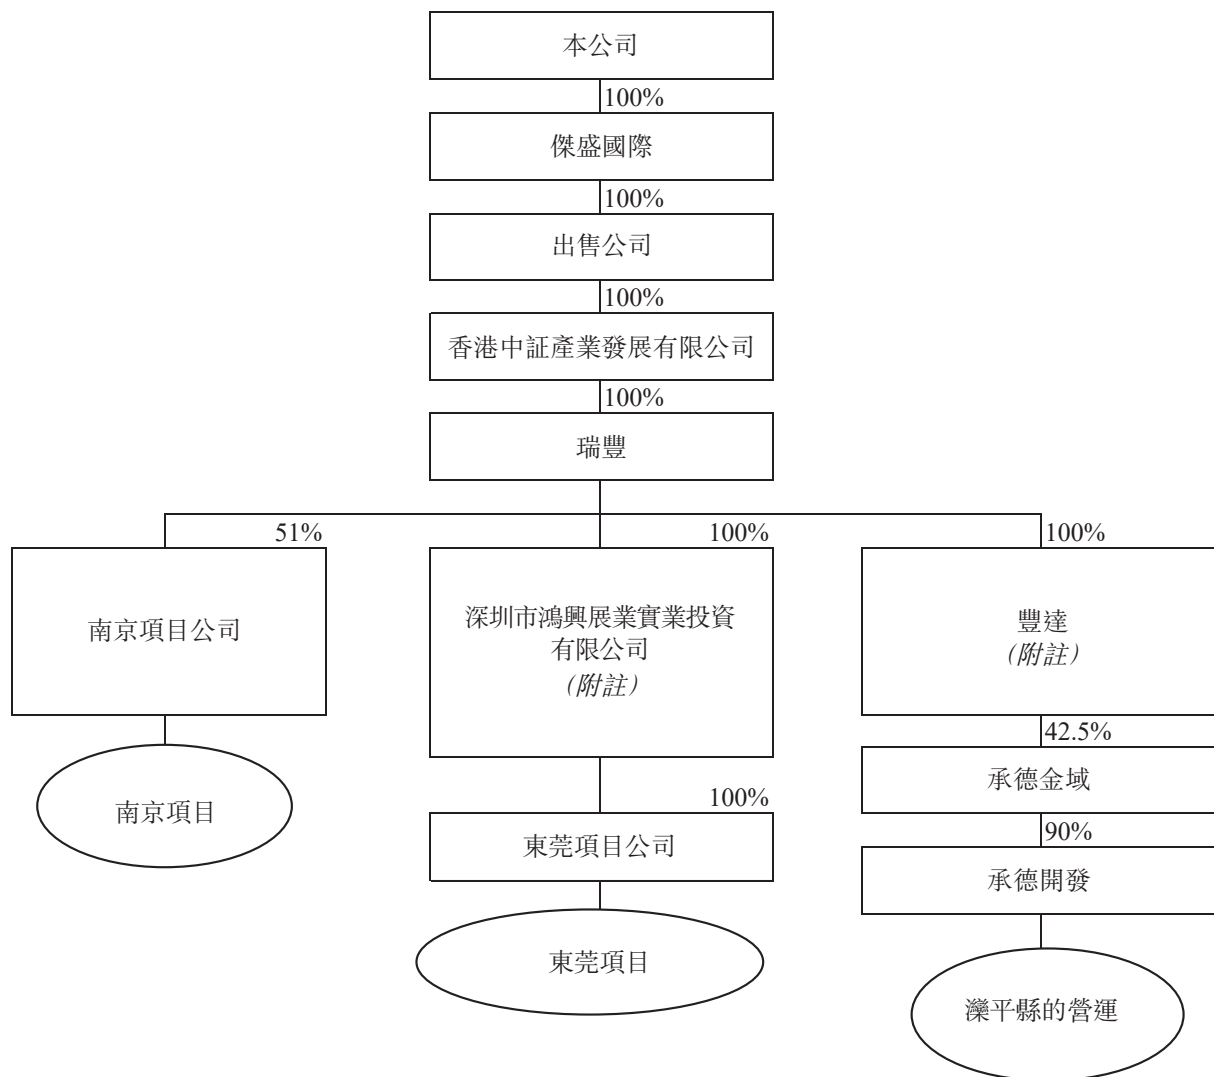 本公司
100%
傑盛國際
100%
出售公司
100%
香港中証產業發展有限公司
100%
瑞豐
51%
100%
100%
南京項目公司
深圳市鴻興展業實業投資
有限公司
(附註)
豐達
(附註)
42.5%
南京項目
100%
承德金域
90%
東莞項目公司
承德開發
東莞項目
灤平縣的營運